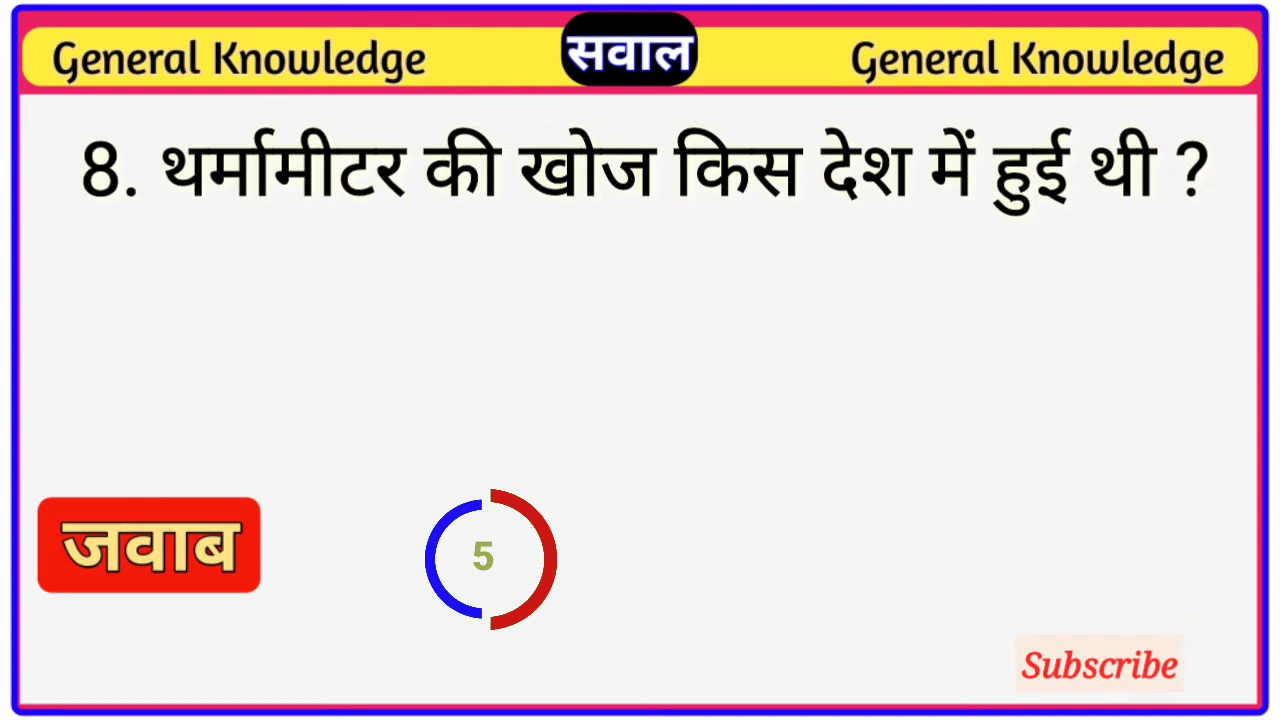 General Knowledge सवाल General Knowledge
8. थर्मामीटर की खोज किस देश में हुई थी ?
जवाब 5
Subscribe